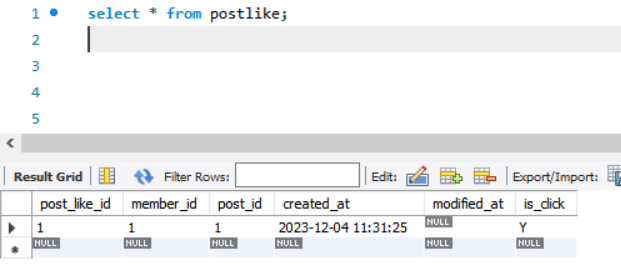 1 select * from postlike;
2
3
4
5
Result Grid Filter Rows: Edit: Export/Import:
post_like_id member_id post_id created_at modified_at is_click
1 1 1 2023-12-04 11:31:25 NULL Y
NULL NULL NULL NULL NULL NULL